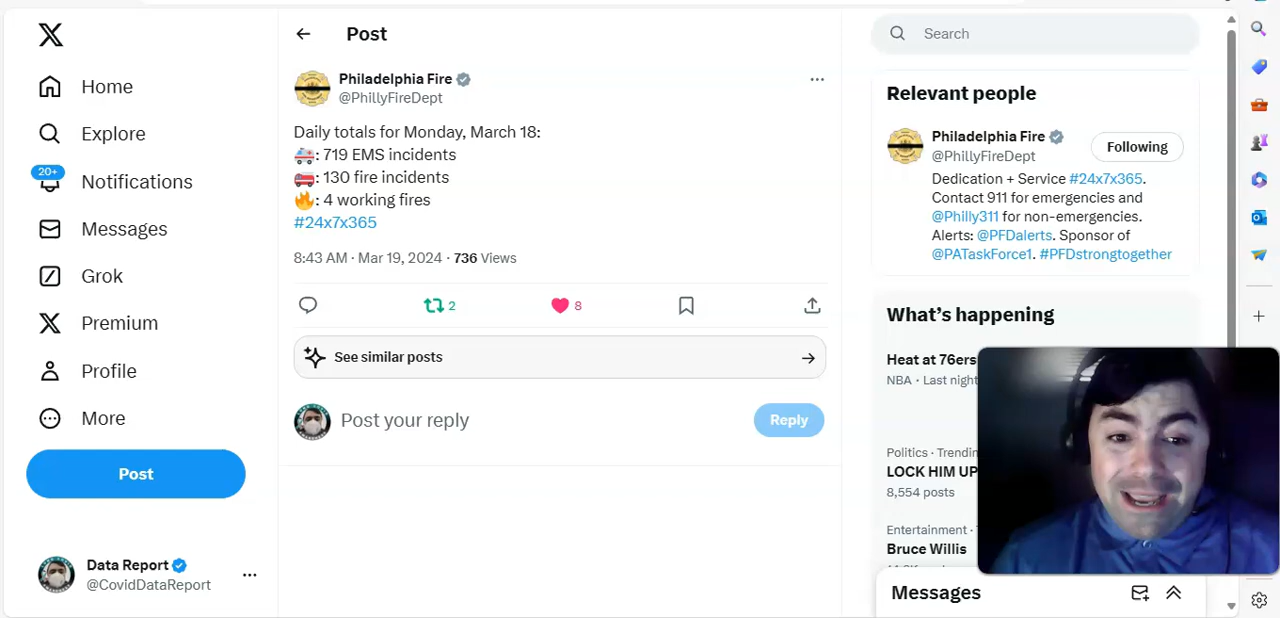 Home
Explore
20+
Notifications
Messages
Grok
Premium
Profile
More
Post
Data Report
@CovidDataReport
Post
Philadelphia Fire
@PhillyFireDept
Daily totals for Monday, March 18:
: 719 EMS incidents
: 130 fire incidents
: 4 working fires
#24x7x365
8:43 AM · Mar 19, 2024 · 736 Views
2
8
See similar posts
Post your reply
Reply
Search
Relevant people
Philadelphia Fire
@PhillyFireDept
Following
Dedication + Service #24x7x365.
Contact 911 for emergencies and
@Philly311 for non-emergencies.
Alerts: @PFDalerts. Sponsor of
@PATaskForce1. #PFDstrongtogether
What's happening
Heat at 76ers
NBA · Last night
Politics ·
LOCK HIM UP
8,554 posts
Entertainment ·
Bruce Willis
Messages